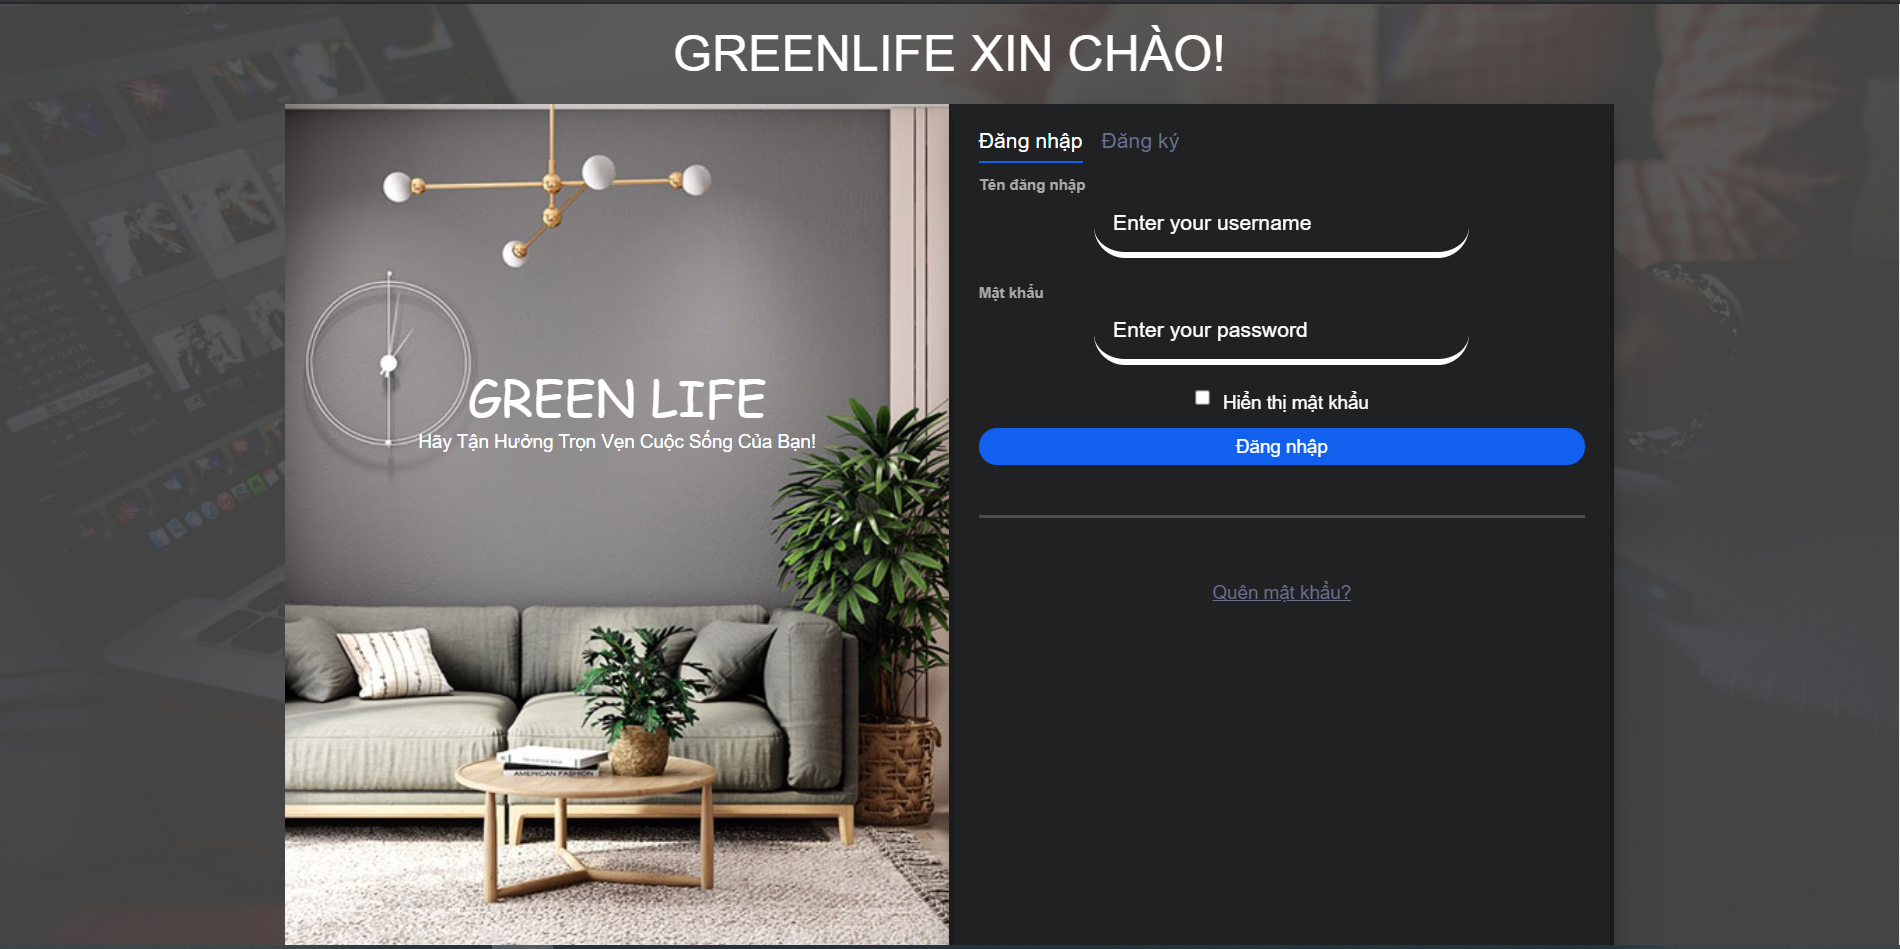 GREENLIFE XIN CHÀO!
GREEN LIFE
Hãy Tận Hưởng Trọn Vẹn Cuộc Sống Của Bạn!
AMERICAN FASHION
Đăng nhập Đăng ký
Tên đăng nhập
Enter your username
Mật khẩu
Enter your password
Hiển thị mật khẩu
Đăng nhập
Quên mật khẩu?